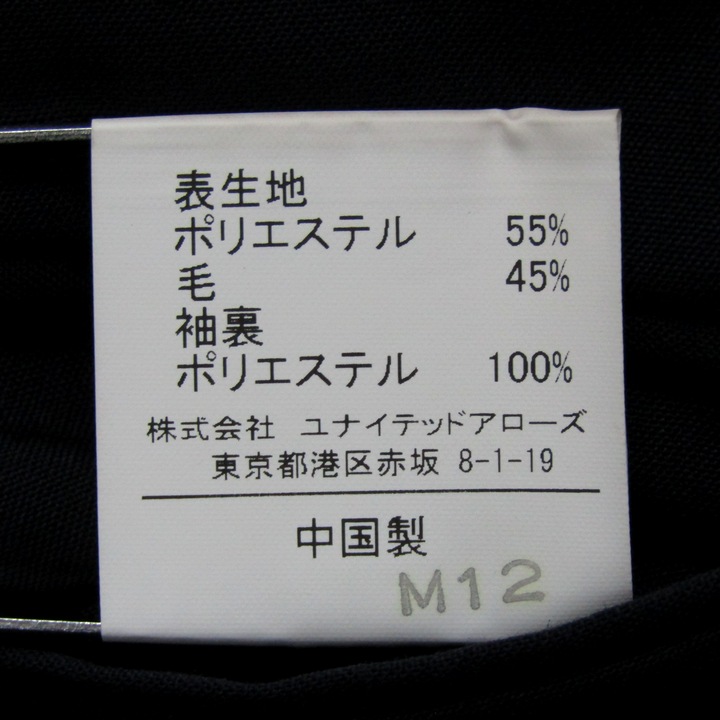 表生地
ポリエステル 55%
毛 45%
袖裏
ポリエステル 100%
株式会社 ユナイテッドアローズ
東京都港区赤坂 8-1-19
中国製
M12